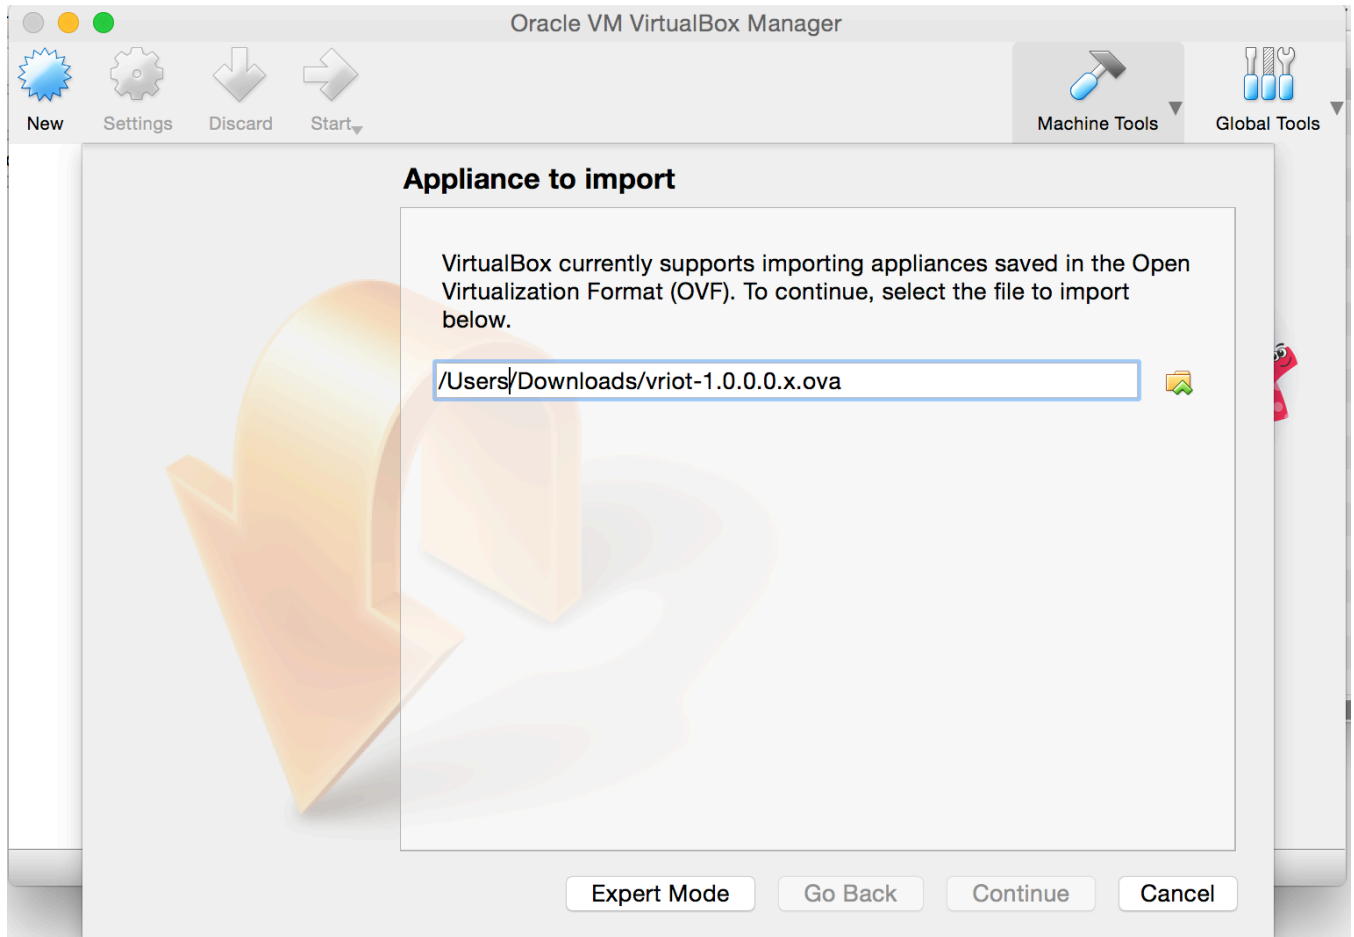 Oracle VM VirtualBox Manager
New
Settings
Discard
Start
Machine Tools
Global Tools
Appliance to import
VirtualBox currently supports importing appliances saved in the Open
Virtualization Format (OVF). To continue, select the file to import
below.
/Users/Downloads/vriot-1.0.0.0.x.ova
Expert Mode
Go Back
Continue
Cancel